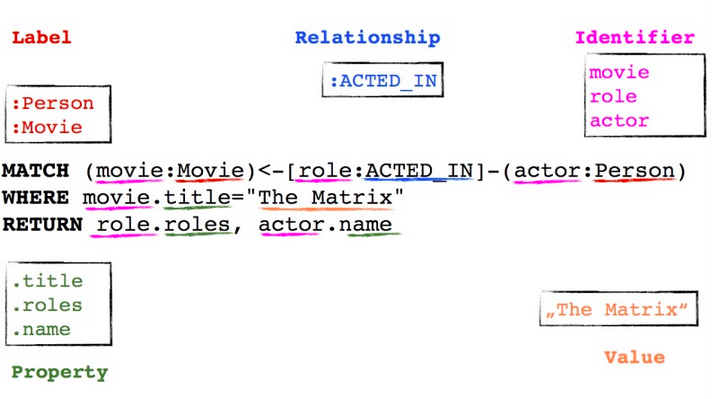 Label
Relationship
Identifier
:ACTED_IN
movie
role
actor
:Person
:Movie
MATCH (movie:Movie)<-[role:ACTED_IN]-(actor:Person)
WHERE movie.title="The Matrix"
RETURN role.roles, actor.name
.title
.roles
.name
„The Matrix“
Value
Property